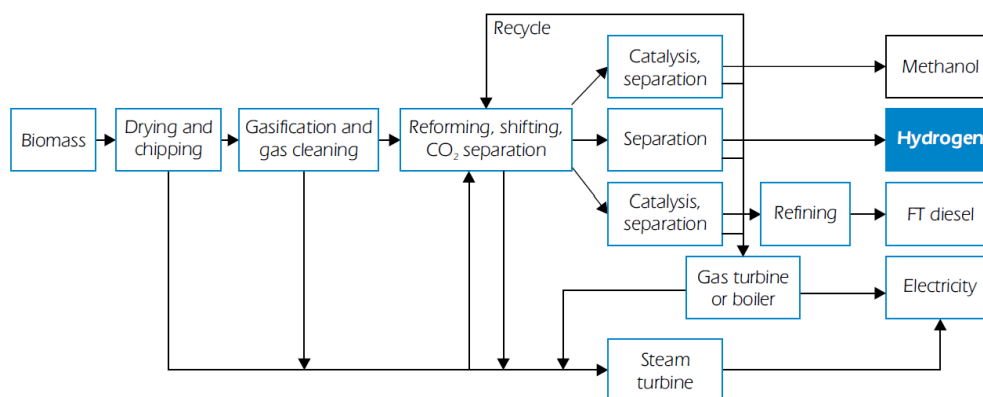 Recycle
Catalysis,
separation
Methanol
Biomass
Drying and
chipping
Gasification and
gas cleaning
Reforming, shifting,
CO₂ separation
Separation
Hydrogen
Catalysis,
separation
Refining
FT diesel
Gas turbine
or boiler
Electricity
Steam
turbine